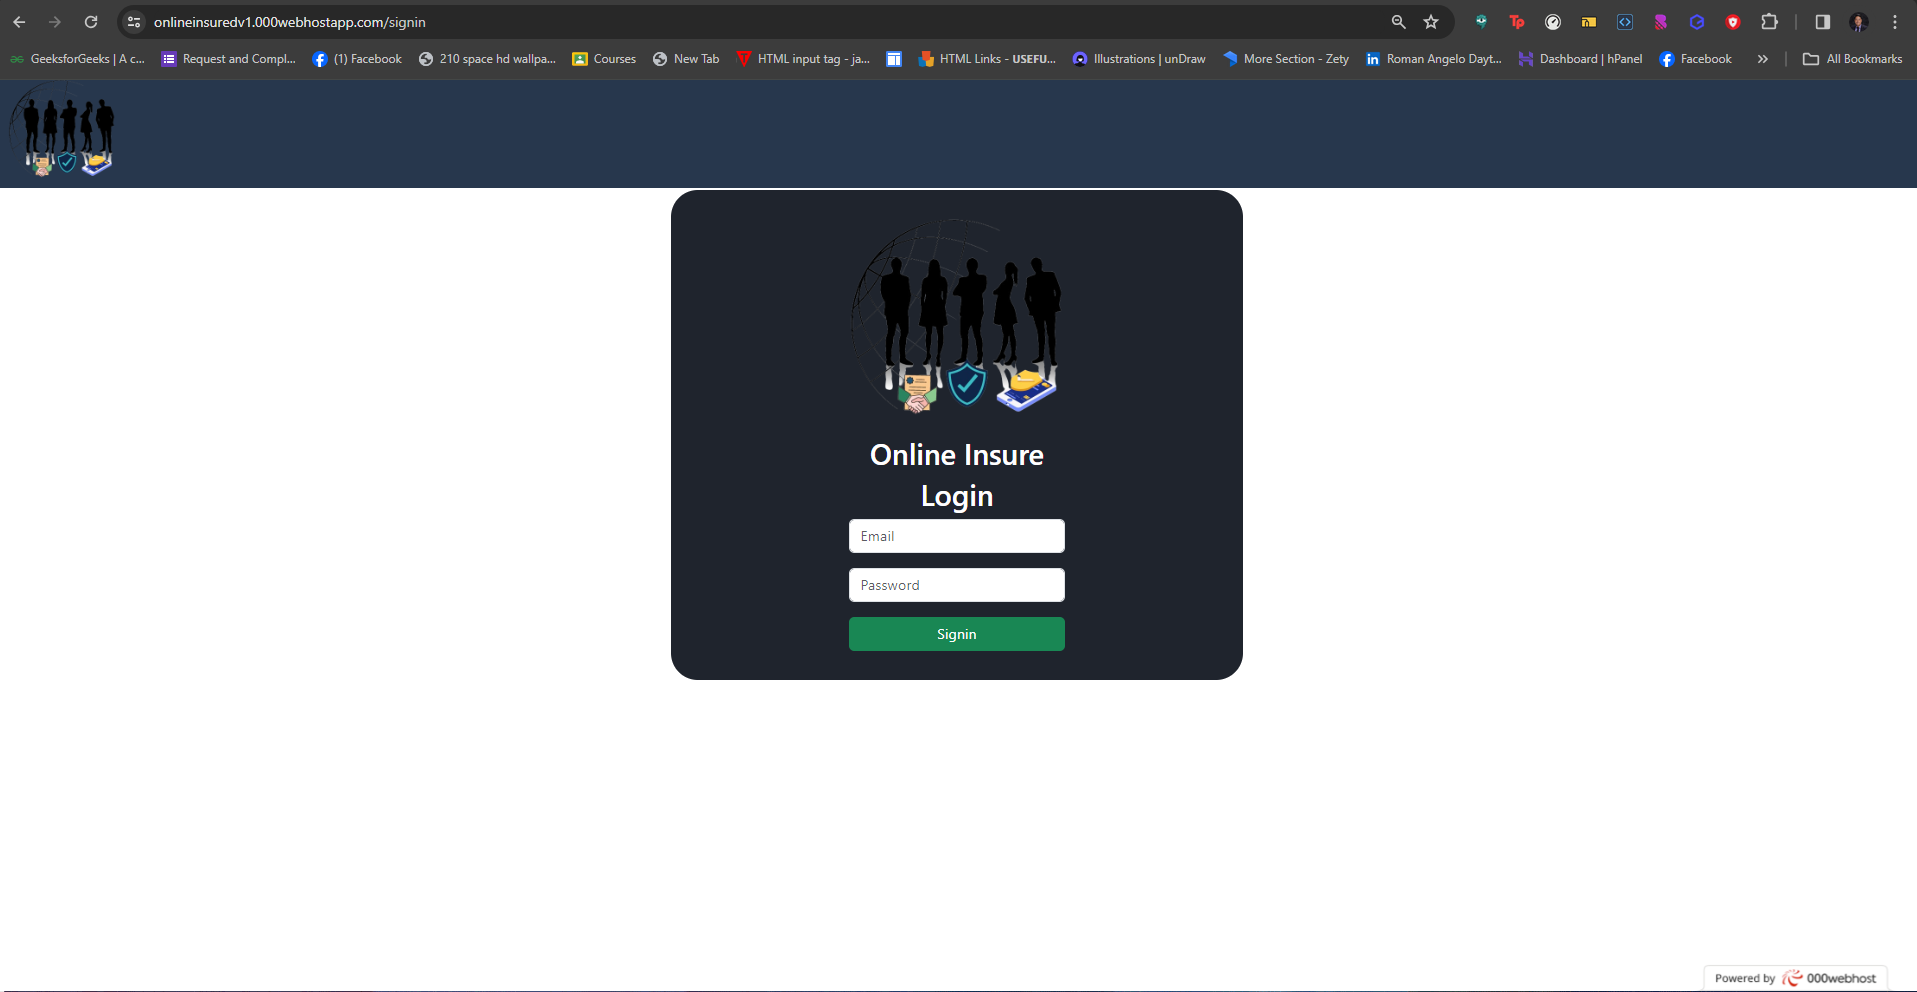 onlineinsuredv1.000webhostapp.com/signin
GeeksforGeeks | A c... Request and Compl... (1) Facebook 210 space hd wallpa... Courses New Tab HTML input tag - ja... HTML Links - USEFU... Illustrations | unDraw More Section - Zety Roman Angelo Dayt... Dashboard | hPanel Facebook » All Bookmarks
Online Insure
Login
Email
Password
Signin
Powered by 000webhost